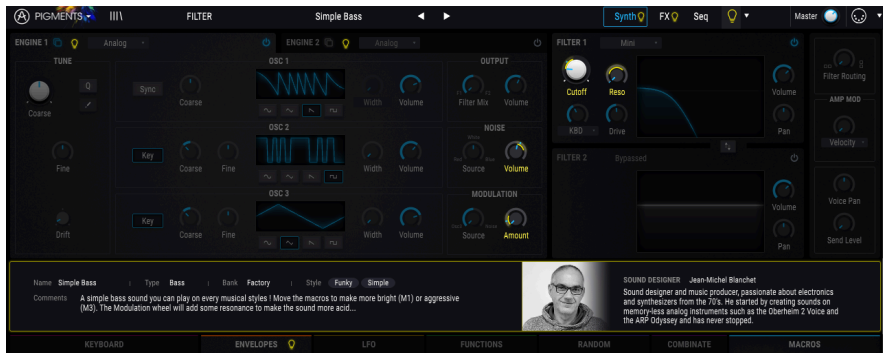 PIGMENTS FILTER Simple Bass Synth FX Seq Master
ENGINE 1 Analog ENGINE 2 Analog FILTER 1 Mini
TUNE OSC 1 OUTPUT
Q Sync Coarse Width Volume Filter Mix Volume Cutoff Reso Volume Filter Routing
Coarse
AMP MOD
OSC 2 NOISE
KBD Drive Pan
Key Velocity
Fine Coarse Fine Width Volume Source Volume
FILTER 2 Bypassed
OSC 3 MODULATION
Volume Voice Pan
Key
Drift Coarse Fine Width Volume Source Amount Pan Send Level
Name Simple Bass Type Bass Bank Factory Style Funky Simple
Comments A simple bass sound you can play on every musical styles ! Move the macros to make more bright (M1) or aggressive
(M3). The Modulation wheel will add some resonance to make the sound more acid...
SOUND DESIGNER Jean-Michel Blanchet
Sound designer and music producer, passionate about electronics
and synthesizers from the 70's. He started by creating sounds on
memory-less analog instruments such as the Oberheim 2 Voice and
the ARP Odyssey and has never stopped.
KEYBOARD ENVELOPES LFO FUNCTIONS RANDOM COMBINATE MACROS